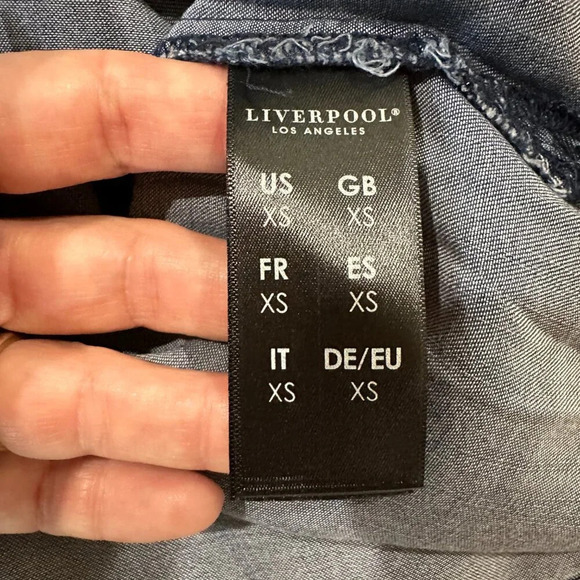 LIVERPOOL®
LOS ANGELES
US GB
XS XS
FR ES
XS XS
IT DE/EU
XS XS